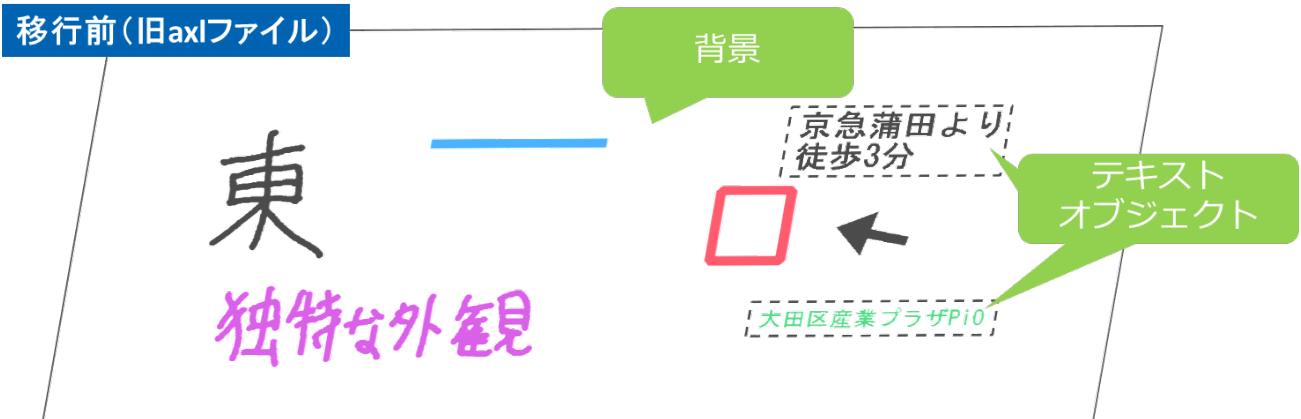 移行前（旧axlファイル）
背景
京急蒲田より
徒歩3分
テキスト
オブジェクト
東
独特な外観
大田区産業プラザPiO